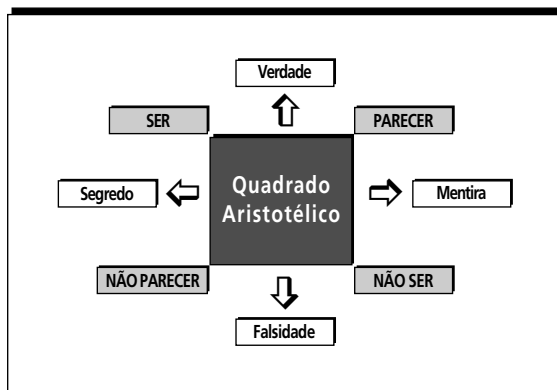 Verdade
SER
PARECER
Segredo
Quadrado
Aristotélico
Mentira
NÃO PARECER
NÃO SER
Falsidade